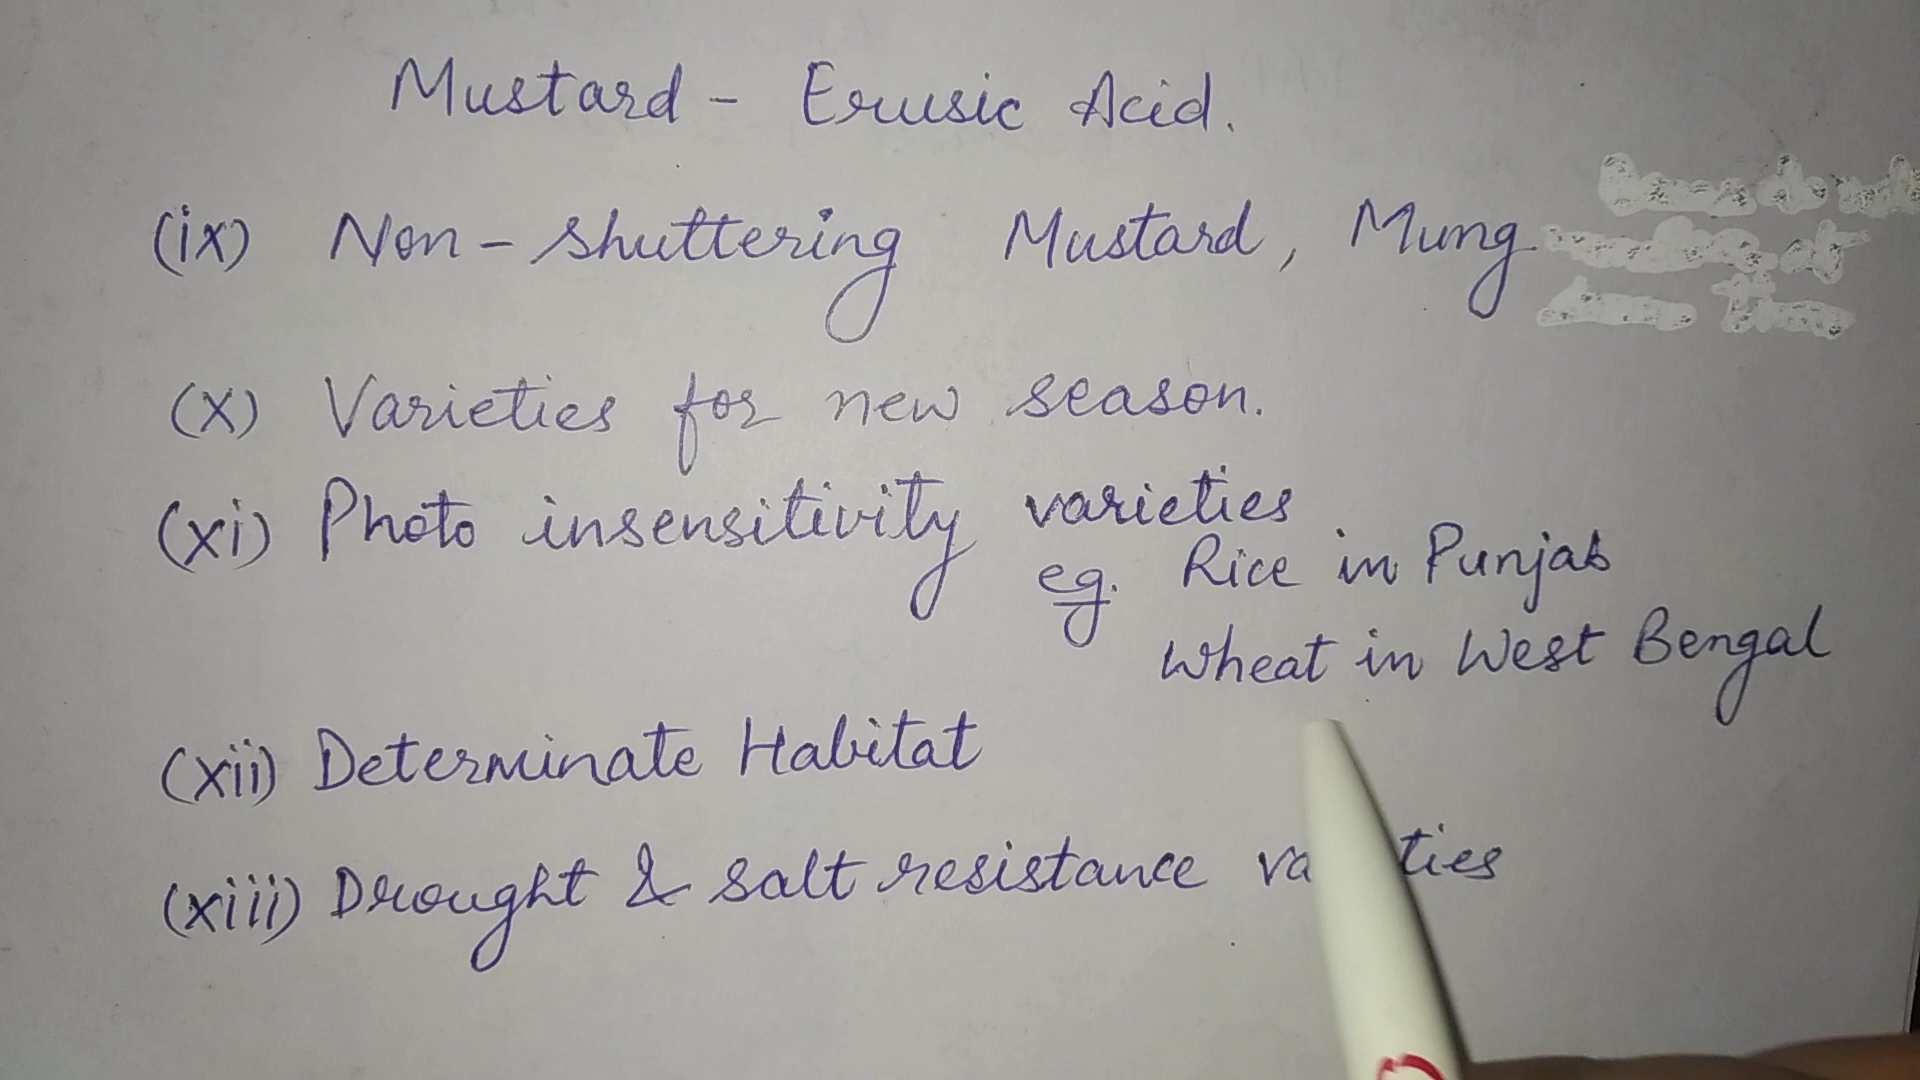 Mustard - Erusic Acid.
(ix) Non-shuttering Mustard, Mung
(x) Varieties for new season.
(xi) Photo insensitivity varieties
eg. Rice in Punjab
Wheat in West Bengal
(xii) Determinate Habitat
(xiii) Drought & salt resistance